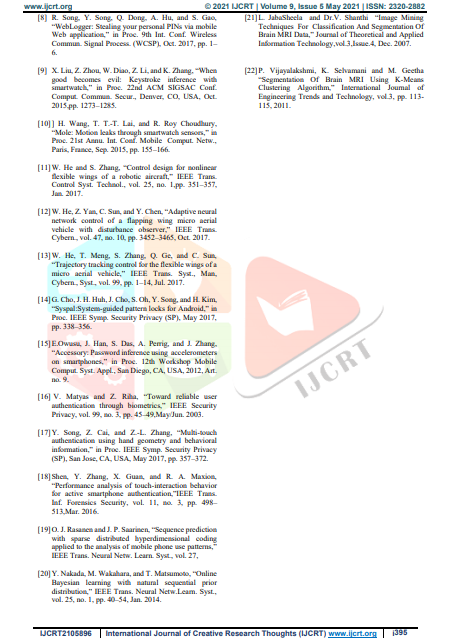 www.ijcrt.org © 2021 IJCRT | Volume 9, Issue 5 May 2021 | ISSN: 2320-2882
[8] R. Song, Y. Song, Q. Dong, A. Hu, and S. Gao,
“WebLogger: Stealing your personal PINs via mobile
Web application,” in Proc. 9th Int. Conf. Wireless
Commun. Signal Process. (WCSP), Oct. 2017, pp. 1–
6.
[9] X. Liu, Z. Zhou, W. Diao, Z. Li, and K. Zhang, “When
good becomes evil: Keystroke inference with
smartwatch,” in Proc. 22nd ACM SIGSAC Conf.
Comput. Commun. Secur., Denver, CO, USA, Oct.
2015,pp. 1273–1285.
[10] ] H. Wang, T. T.-T. Lai, and R. Roy Choudhury,
“Mole: Motion leaks through smartwatch sensors,” in
Proc. 21st Annu. Int. Conf. Mobile Comput. Netw.,
Paris, France, Sep. 2015, pp. 155–166.
[11] W. He and S. Zhang, “Control design for nonlinear
flexible wings of a robotic aircraft,” IEEE Trans.
Control Syst. Technol., vol. 25, no. 1,pp. 351–357,
Jan. 2017.
[12] W. He, Z. Yan, C. Sun, and Y. Chen, “Adaptive neural
network control of a flapping wing micro aerial
vehicle with disturbance observer,” IEEE Trans.
Cybern., vol. 47, no. 10, pp. 3452–3465, Oct. 2017.
[13] W. He, T. Meng, S. Zhang, Q. Ge, and C. Sun,
“Trajectory tracking control for the flexible wings of a
micro aerial vehicle,” IEEE Trans. Syst., Man,
Cybern., Syst., vol. 99, pp. 1–14, Jul. 2017.
[14] G. Cho, J. H. Huh, J. Cho, S. Oh, Y. Song, and H. Kim,
“Syspal:System-guided pattern locks for Android,” in
Proc. IEEE Symp. Security Privacy (SP), May 2017,
pp. 338–356.
[15] E.Owusu, J. Han, S. Das, A. Perrig, and J. Zhang,
“Accessory: Password inference using accelerometers
on smartphones,” in Proc. 12th Workshop Mobile
Comput. Syst. Appl., San Diego, CA, USA, 2012, Art.
no. 9.
[16] V. Matyas and Z. Riha, “Toward reliable user
authentication through biometrics,” IEEE Security
Privacy, vol. 99, no. 3, pp. 45–49,May/Jun. 2003.
[17] Y. Song, Z. Cai, and Z.-L. Zhang, “Multi-touch
authentication using hand geometry and behavioral
information,” in Proc. IEEE Symp. Security Privacy
(SP), San Jose, CA, USA, May 2017, pp. 357–372.
[18] Shen, Y. Zhang, X. Guan, and R. A. Maxion,
“Performance analysis of touch-interaction behavior
for active smartphone authentication,”IEEE Trans.
Inf. Forensics Security, vol. 11, no. 3, pp. 498–
513,Mar. 2016.
[19] O. J. Rasanen and J. P. Saarinen, “Sequence prediction
with sparse distributed hyperdimensional coding
applied to the analysis of mobile phone use patterns,”
IEEE Trans. Neural Netw. Learn. Syst., vol. 27,
[20] Y. Nakada, M. Wakahara, and T. Matsumoto, “Online
Bayesian learning with natural sequential prior
distribution,” IEEE Trans. Neural Netw.Learn. Syst.,
vol. 25, no. 1, pp. 40–54, Jan. 2014.
[21] L. JabaSheela and Dr.V. Shanthi “Image Mining
Techniques For Classification And Segmentation Of
Brain MRI Data,” Journal of Theoretical and Applied
Information Technology,vol.3,Issue.4, Dec. 2007.
[22] P. Vijayalakshmi, K. Selvamani and M. Geetha
“Segmentation Of Brain MRI Using K-Means
Clustering Algorithm,” International Journal of
Engineering Trends and Technology, vol.3, pp. 113-
115, 2011.
IJCRT
IJCRT2105896 International Journal of Creative Research Thoughts (IJCRT) www.ijcrt.org i395